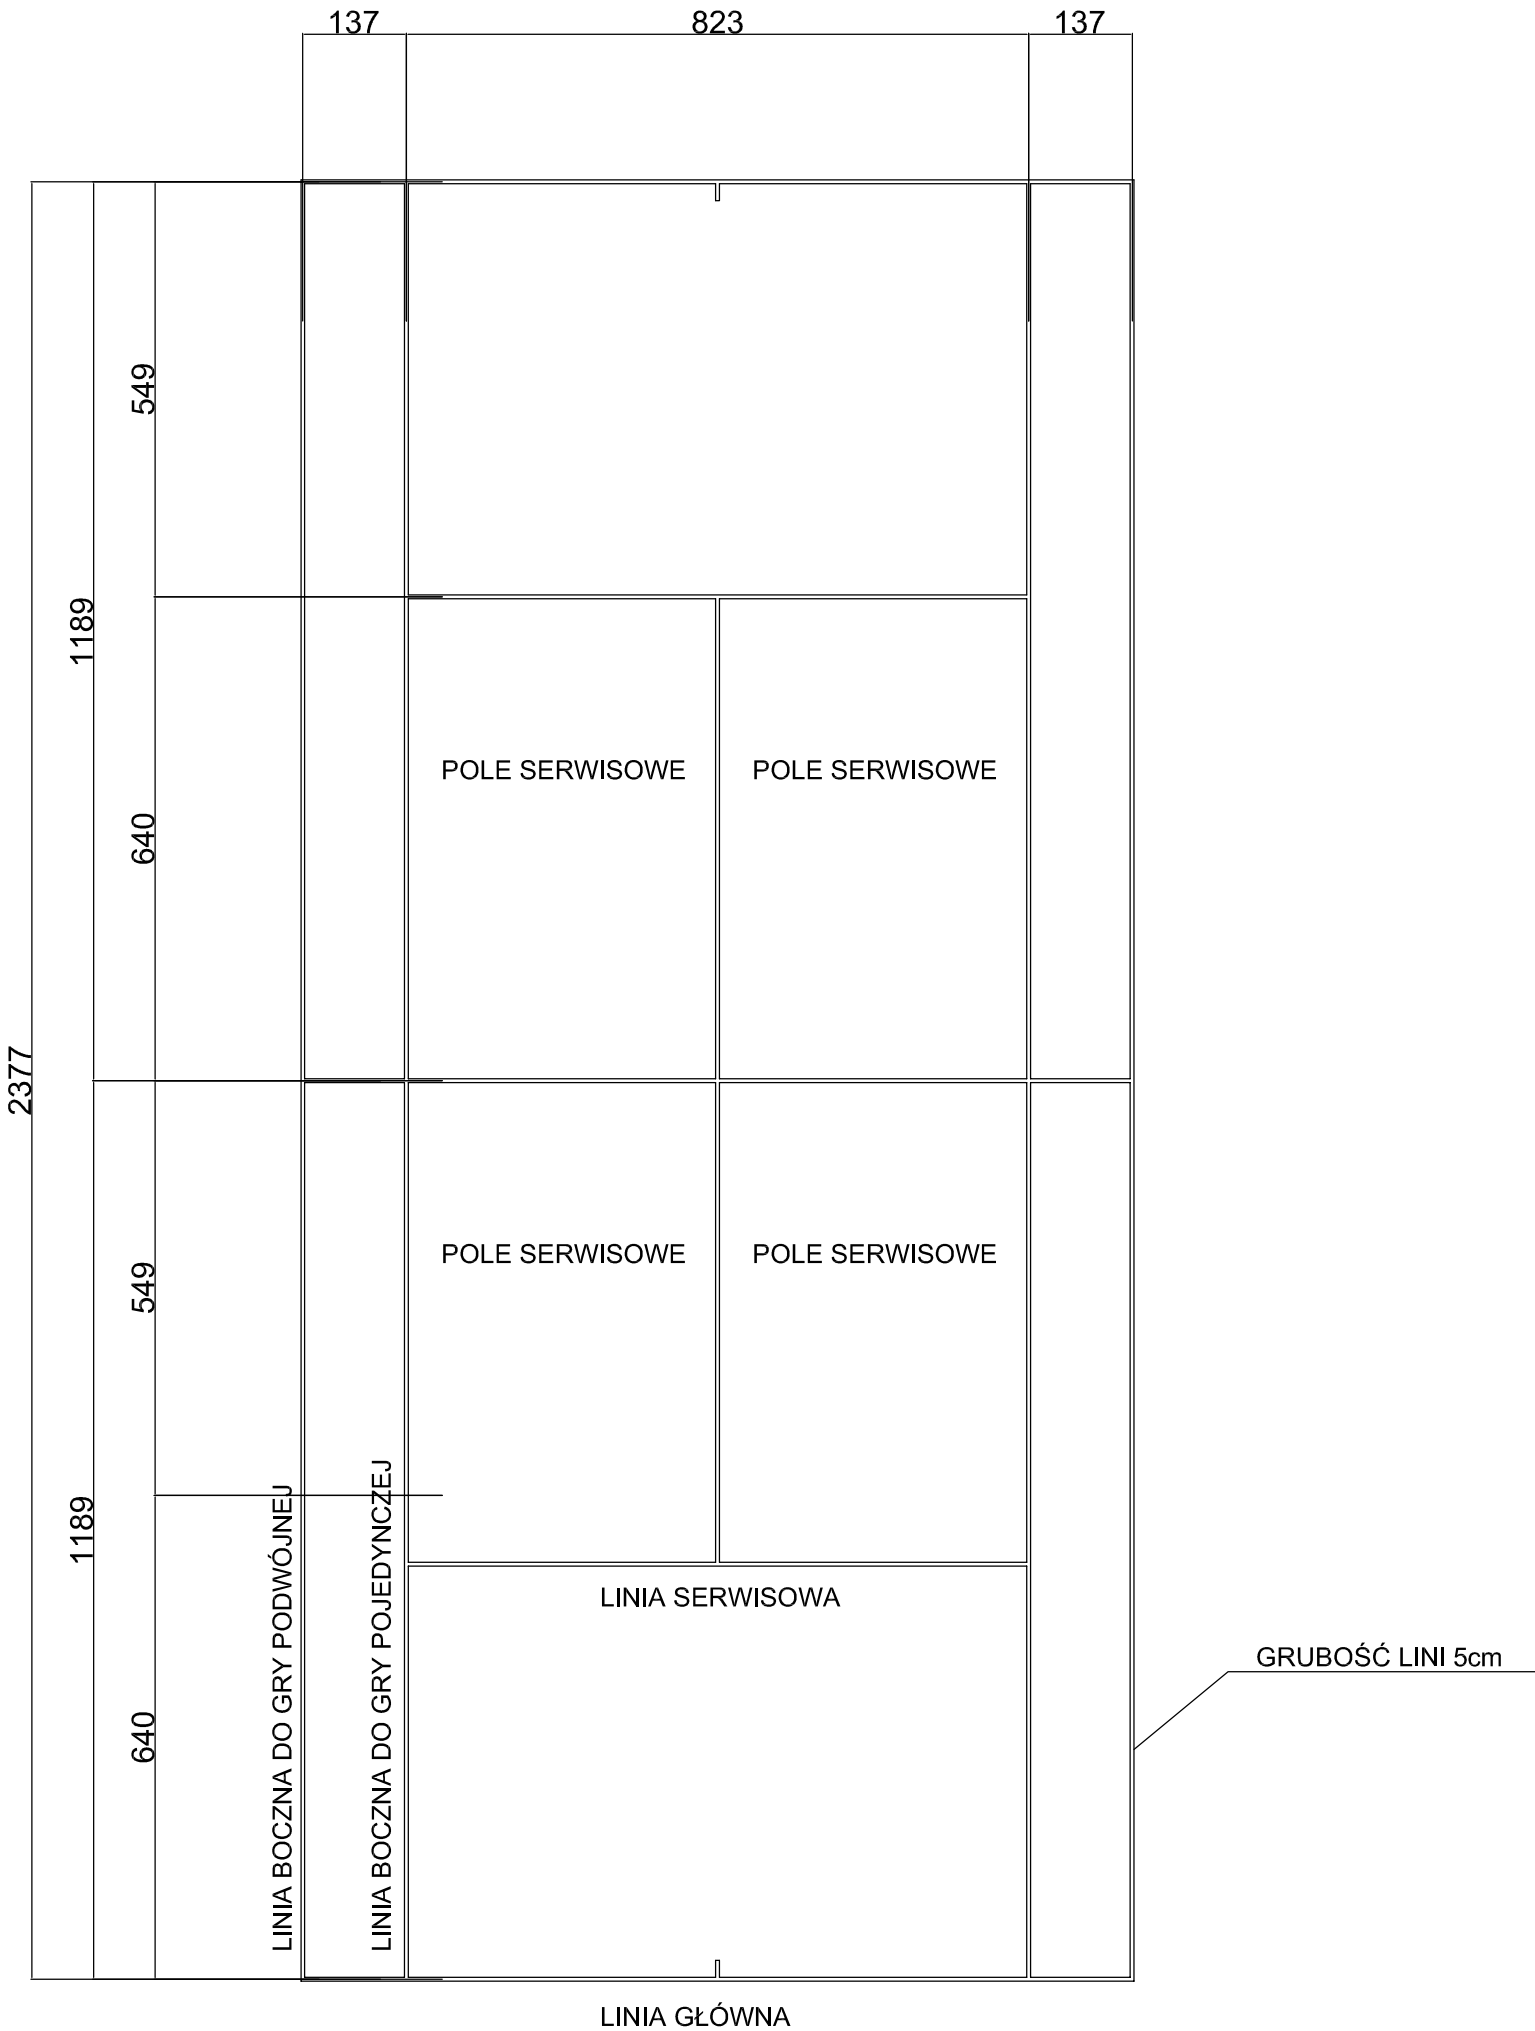 137
823
137
549
1189
640
POLE SERWISOWE
POLE SERWISOWE
2377
549
POLE SERWISOWE
POLE SERWISOWE
1189
640
LINIA BOCZNA DO GRY PODWÓJNEJ
LINIA BOCZNA DO GRY POJEDYNCZEJ
LINIA SERWISOWA
GRUBOŚĆ LINI 5cm
LINIA GŁÓWNA